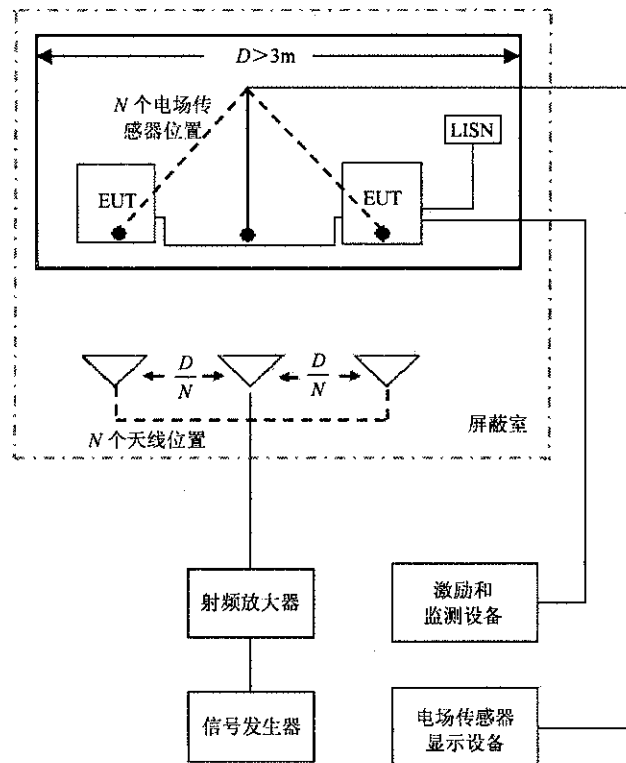 D>3m
N 个电场传
感器位置
LISN
EUT
EUT
D
N
D
N
N 个天线位置
屏蔽室
射频放大器
激励和
监测设备
信号发生器
电场传感器
显示设备